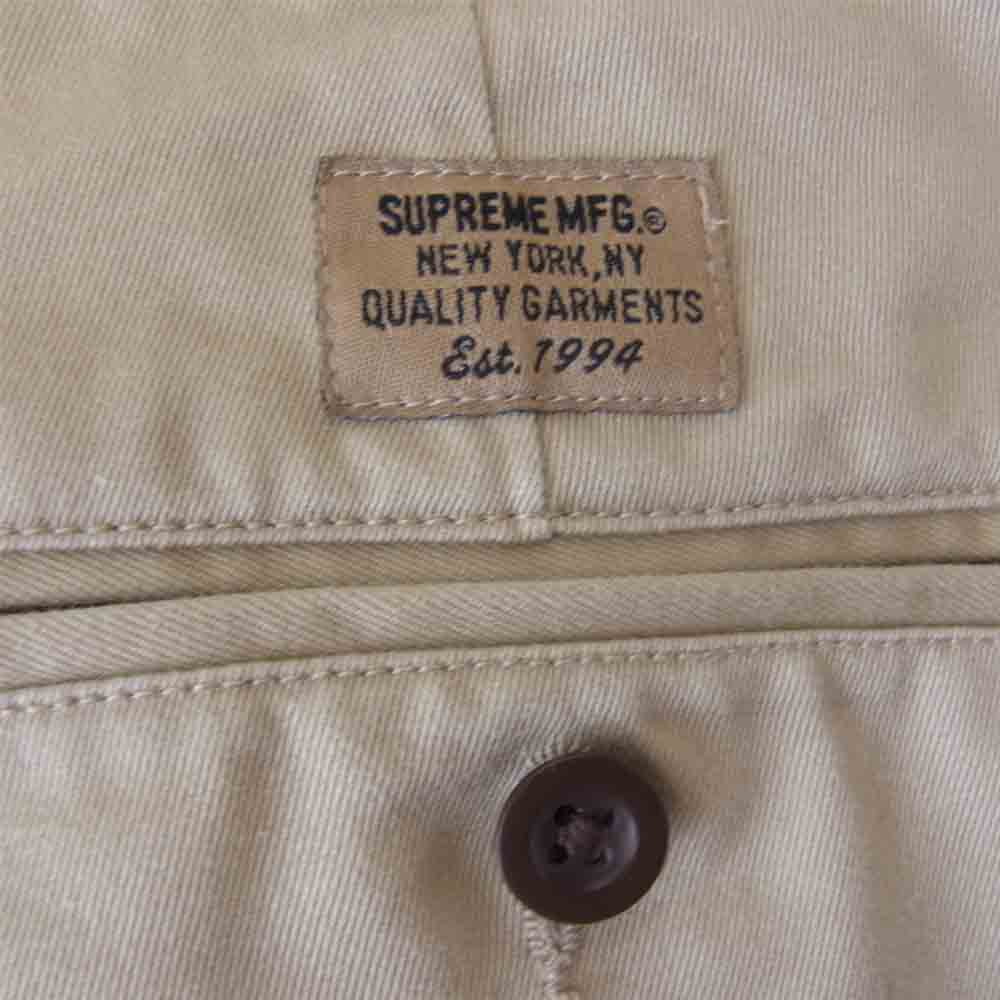 SUPREME MFG.®
NEW YORK, NY
QUALITY GARMENTS
Est. 1994